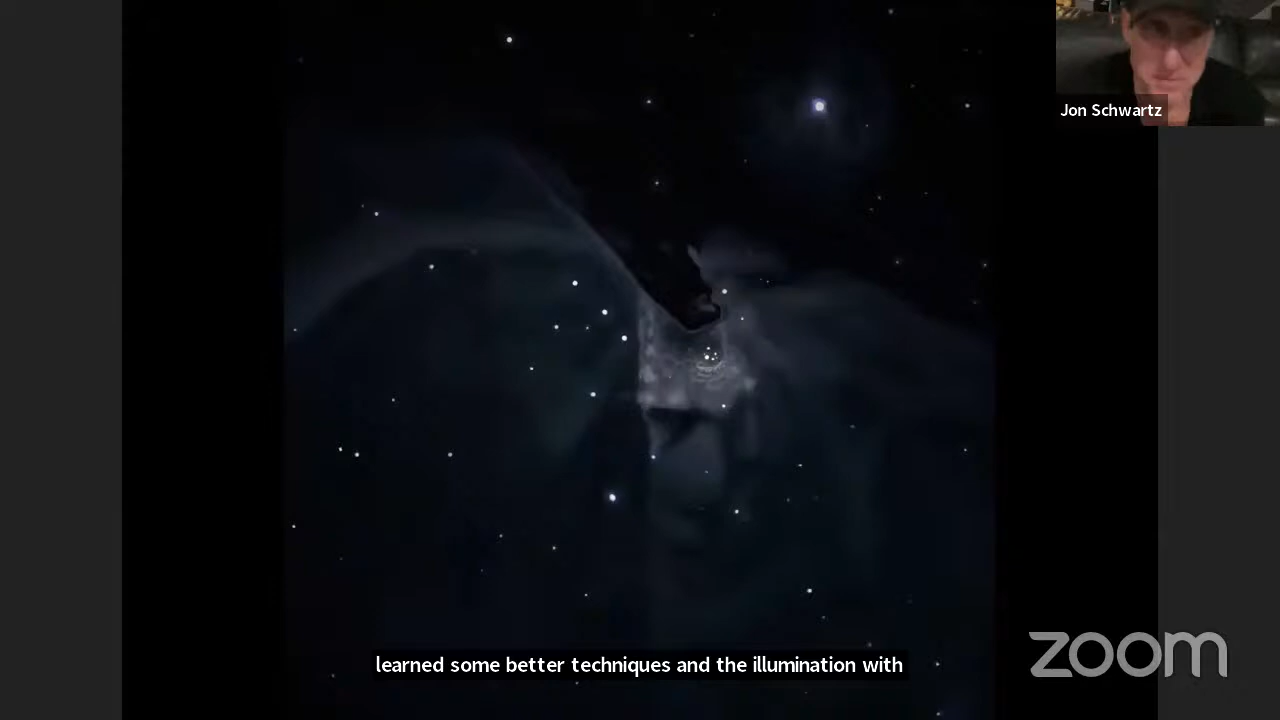 Jon Schwartz
learned some better techniques and the illumination with
zoom